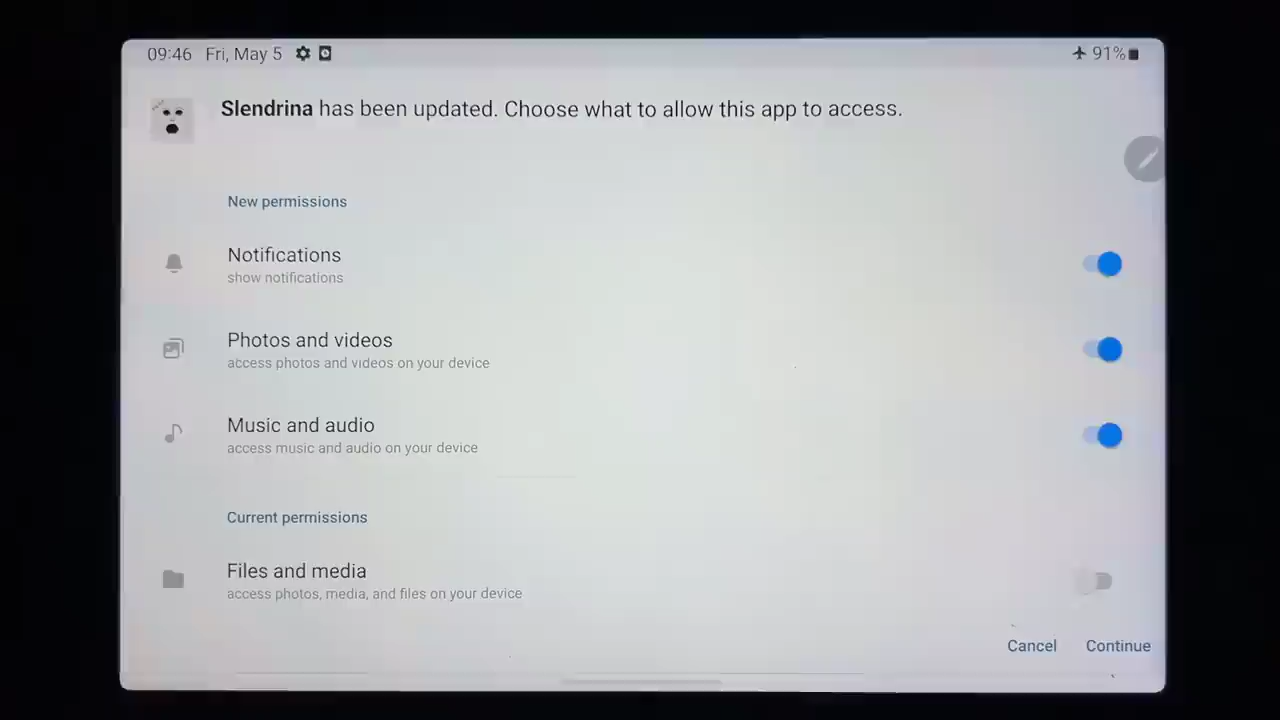 09:46 Fri, May 5
91%
Slendrina has been updated. Choose what to allow this app to access.
New permissions
Notifications
show notifications
Photos and videos
access photos and videos on your device
Music and audio
access music and audio on your device
Current permissions
Files and media
access photos, media, and files on your device
Cancel Continue